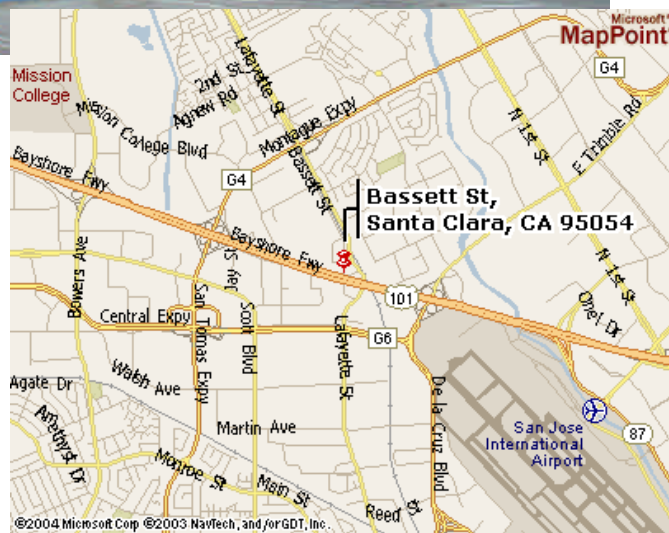 Microsoft®
MapPoint®
G4
Lafayette St
2nd St
Agnew Rd
Mission
College
Mission College Blvd
Montague Expy
N 1st St
E Trimble Rd
Bassett St
Bayshore Fwy
G4
Bassett St,
Santa Clara, CA 95054
Bayshore Fwy
Bowers Ave
Jay St
101
N 1st St
Central Expy
San Tomas Expy
Scott Blvd
Lafayette St
G6
Walsh Ave
Agate Dr
De la Cruz Blvd
Martin Ave
San Jose
International
Airport
87
Amethyst Dr
Monroe St
Main St
Reed St
©2004 Microsoft Corp ©2003 NavTech, and/or GDT, Inc.